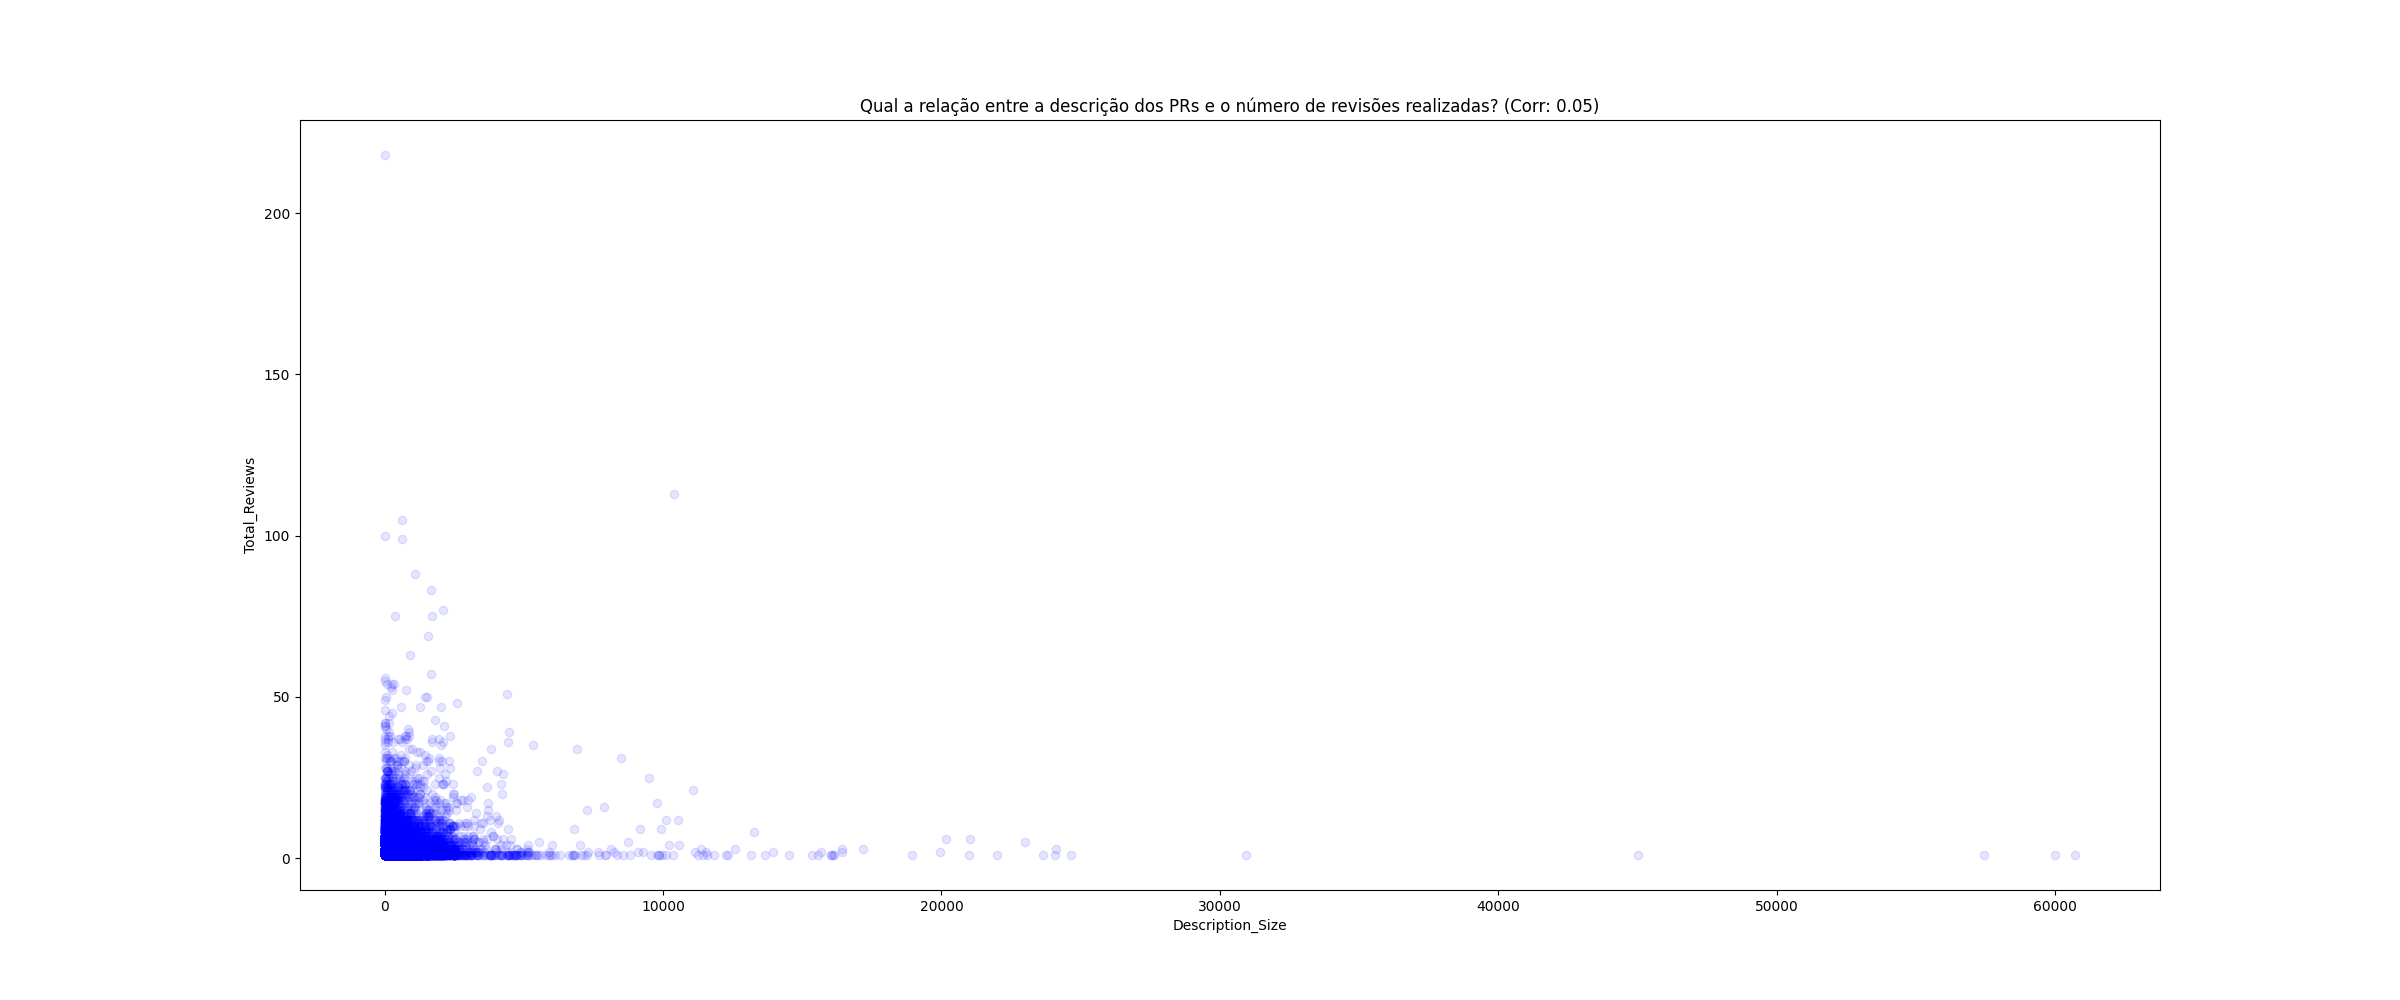 Qual a relação entre a descrição dos PRs e o número de revisões realizadas? (Corr: 0.05)
200
150
100
50
0
Total_Reviews
0 10000 20000 30000 40000 50000 60000
Description_Size